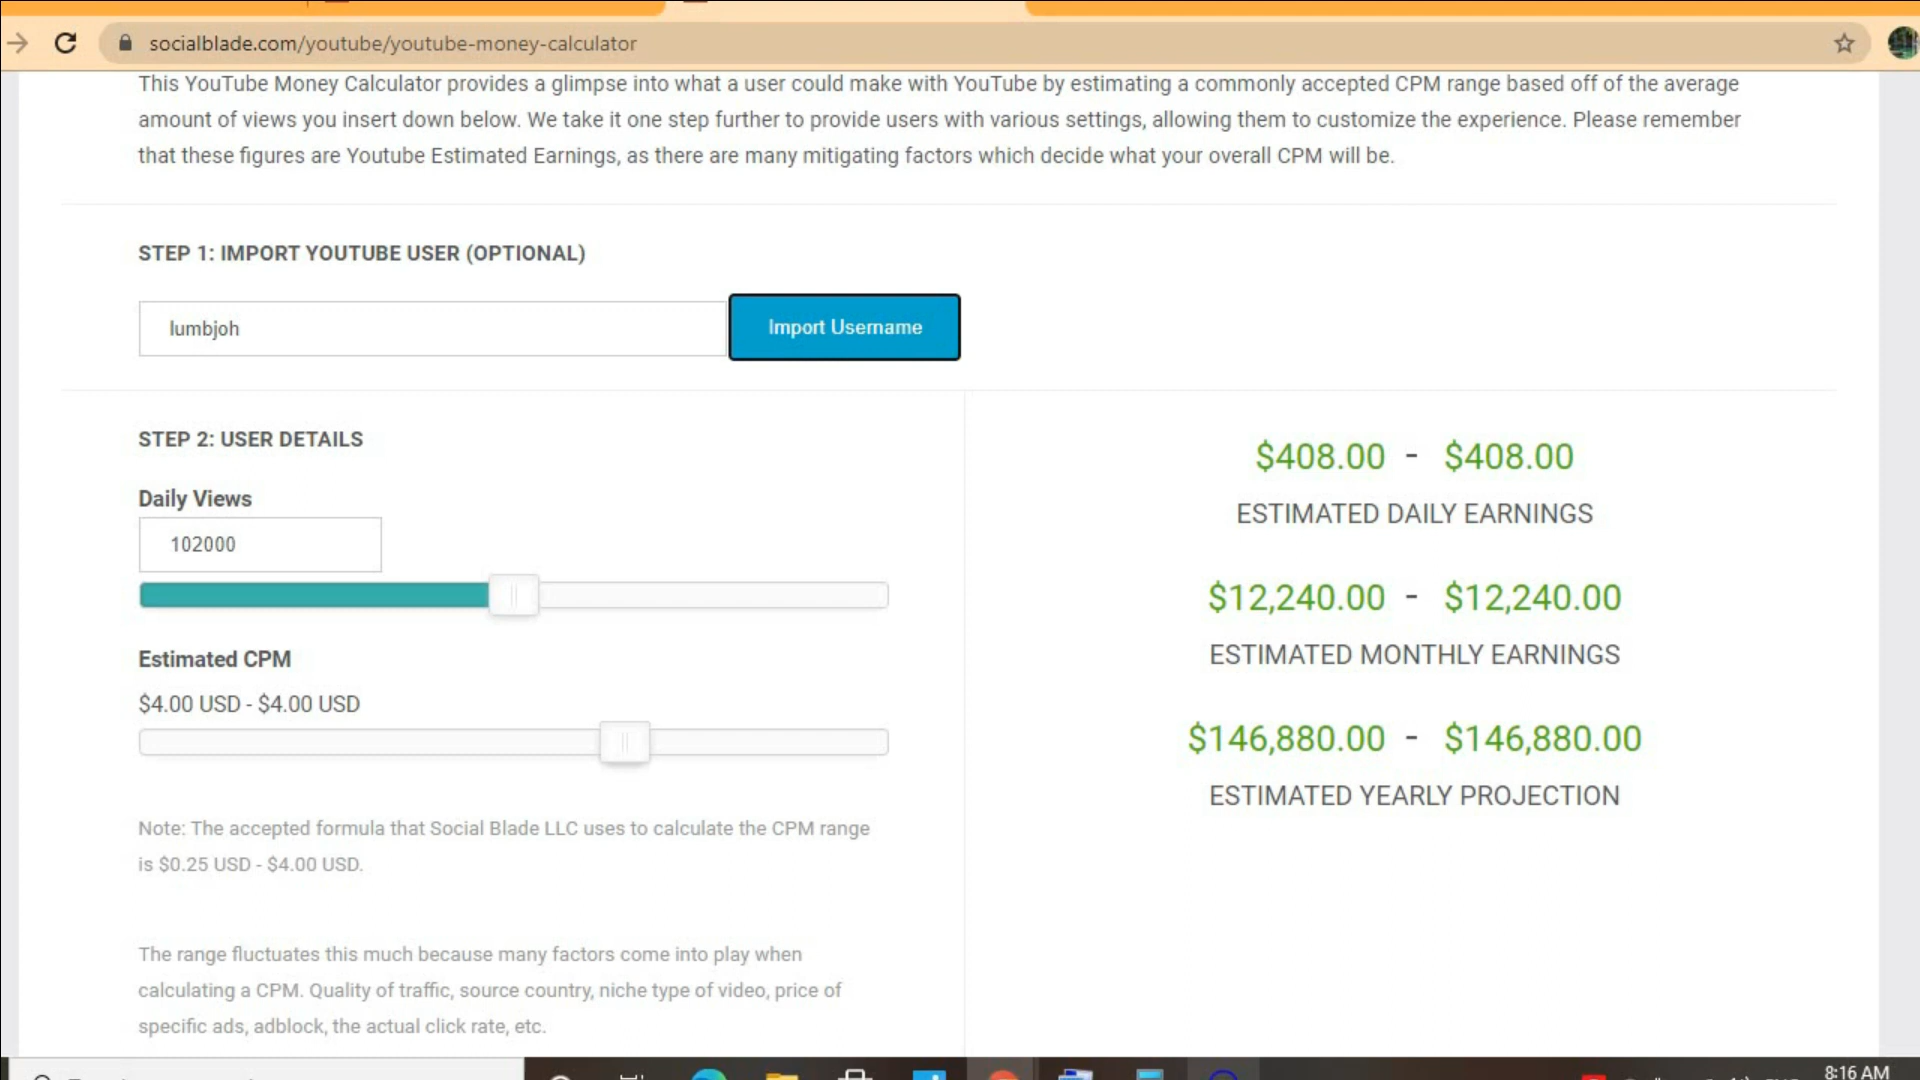 socialblade.com/youtube/youtube-money-calculator
This YouTube Money Calculator provides a glimpse into what a user could make with YouTube by estimating a commonly accepted CPM range based off of the average
amount of views you insert down below. We take it one step further to provide users with various settings, allowing them to customize the experience. Please remember
that these figures are Youtube Estimated Earnings, as there are many mitigating factors which decide what your overall CPM will be.
STEP 1: IMPORT YOUTUBE USER (OPTIONAL)
lumbjoh
Import Username
STEP 2: USER DETAILS
Daily Views
102000
Estimated CPM
$4.00 USD - $4.00 USD
Note: The accepted formula that Social Blade LLC uses to calculate the CPM range
is $0.25 USD - $4.00 USD.
The range fluctuates this much because many factors come into play when
calculating a CPM. Quality of traffic, source country, niche type of video, price of
specific ads, adblock, the actual click rate, etc.
$408.00 - $408.00
ESTIMATED DAILY EARNINGS
$12,240.00 - $12,240.00
ESTIMATED MONTHLY EARNINGS
$146,880.00 - $146,880.00
ESTIMATED YEARLY PROJECTION
8:16 AM